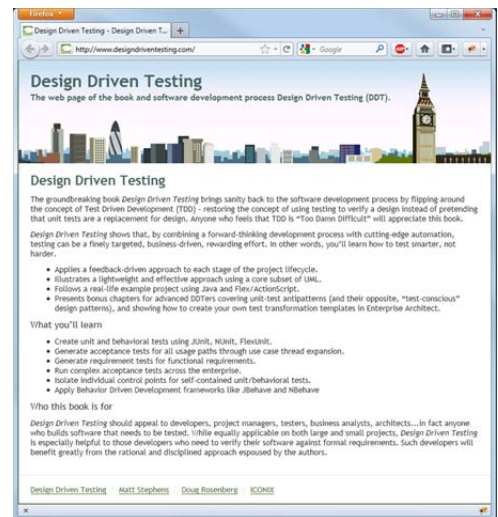 Firefox
Design Driven Testing - Design Driven T...
http://www.designdriventesting.com/
Google
Design Driven Testing
The web page of the book and software development process Design Driven Testing (DDT).
Design Driven Testing
The groundbreaking book Design Driven Testing brings sanity back to the software development process by flipping around
the concept of Test Driven Development (TDD) - restoring the concept of using testing to verify a design instead of pretending
that unit tests are a replacement for design. Anyone who feels that TDD is “Too Damn Difficult” will appreciate this book.
Design Driven Testing shows that, by combining a forward-thinking development process with cutting-edge automation,
testing can be a finely targeted, business-driven, rewarding effort. In other words, you’ll learn how to test smarter, not
harder.
• Applies a feedback-driven approach to each stage of the project lifecycle.
• Illustrates a lightweight and effective approach using a core subset of UML.
• Follows a real-life example project using Java and Flex/ActionScript.
• Presents bonus chapters for advanced DDTers covering unit-test antipatterns (and their opposite, “test-conscious”
design patterns), and showing how to create your own test transformation templates in Enterprise Architect.
What you’ll learn
• Create unit and behavioral tests using JUnit, NUnit, FlexUnit.
• Generate acceptance tests for all usage paths through use case thread expansion.
• Generate requirement tests for functional requirements.
• Run complex acceptance tests across the enterprise.
• Isolate individual control points for self-contained unit/behavioral tests.
• Apply Behavior Driven Development frameworks like JBehave and NBehave
Who this book is for
Design Driven Testing should appeal to developers, project managers, testers, business analysts, architects...in fact anyone
who builds software that needs to be tested. While equally applicable on both large and small projects, Design Driven Testing
is especially helpful to those developers who need to verify their software against formal requirements. Such developers will
benefit greatly from the rational and disciplined approach espoused by the authors.
Design Driven Testing Matt Stephens Doug Rosenberg ICONIX